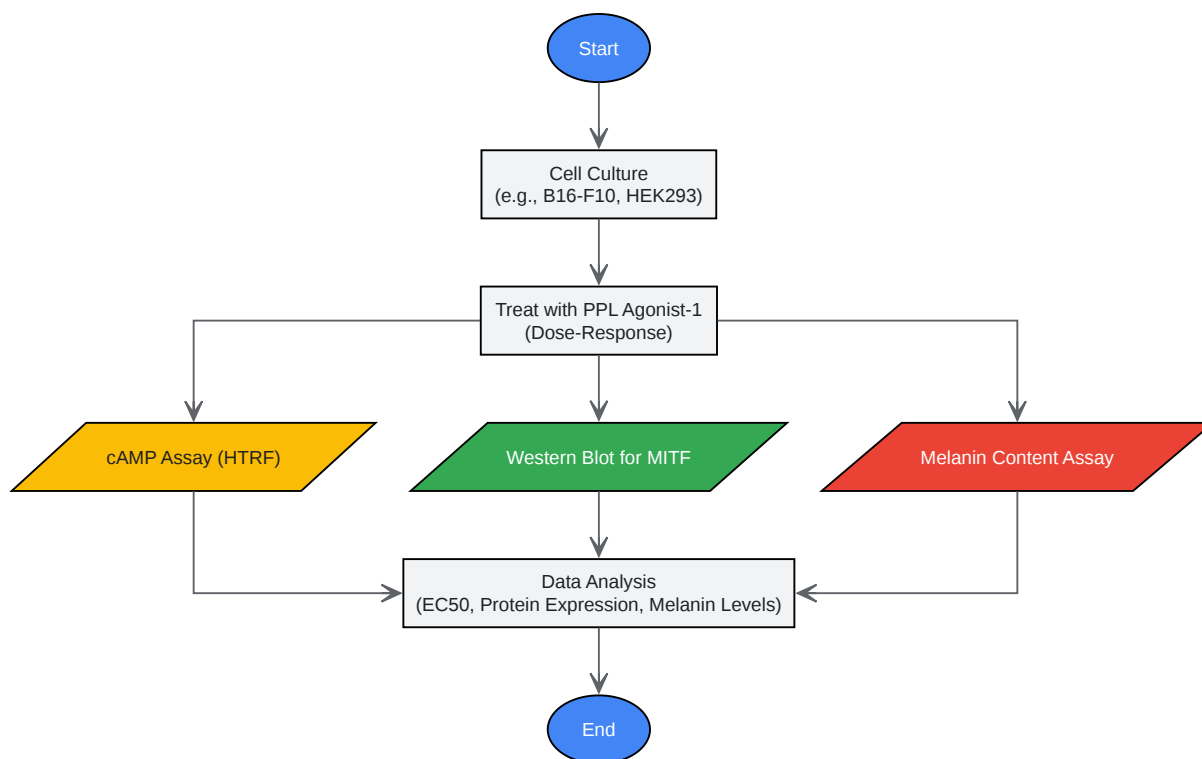 Start
Cell Culture
(e.g., B16-F10, HEK293)
Treat with PPL Agonist-1
(Dose-Response)
cAMP Assay (HTRF)
Western Blot for MITF
Melanin Content Assay
Data Analysis
(EC50, Protein Expression, Melanin Levels)
End